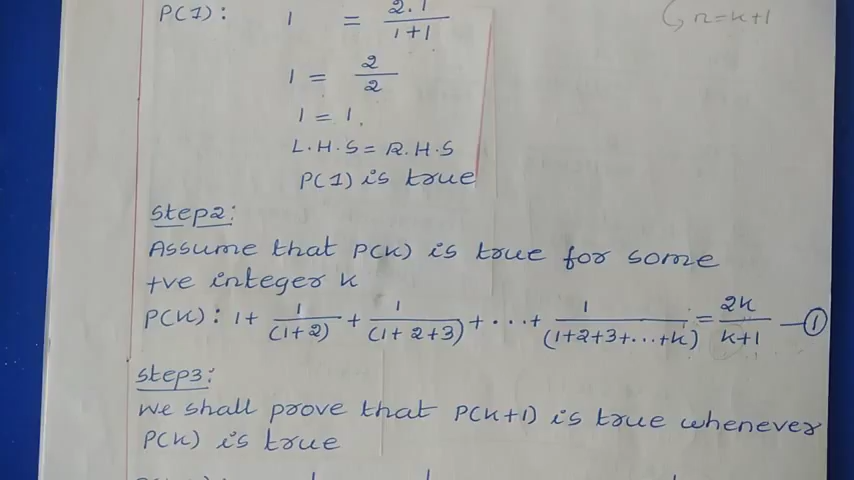 P(1): 1 = 2.1/1+1
n=k+1
1 = 2/2
1 = 1.
L.H.S = R.H.S
P(1) is true
Step2:
Assume that P(K) is true for some
+ve integer K
P(K): 1+ 1/(1+2) + 1/(1+2+3) + ... + 1/(1+2+3+...+K) = 2K/K+1 —①
Step3:
We shall prove that P(K+1) is true whenever
P(K) is true